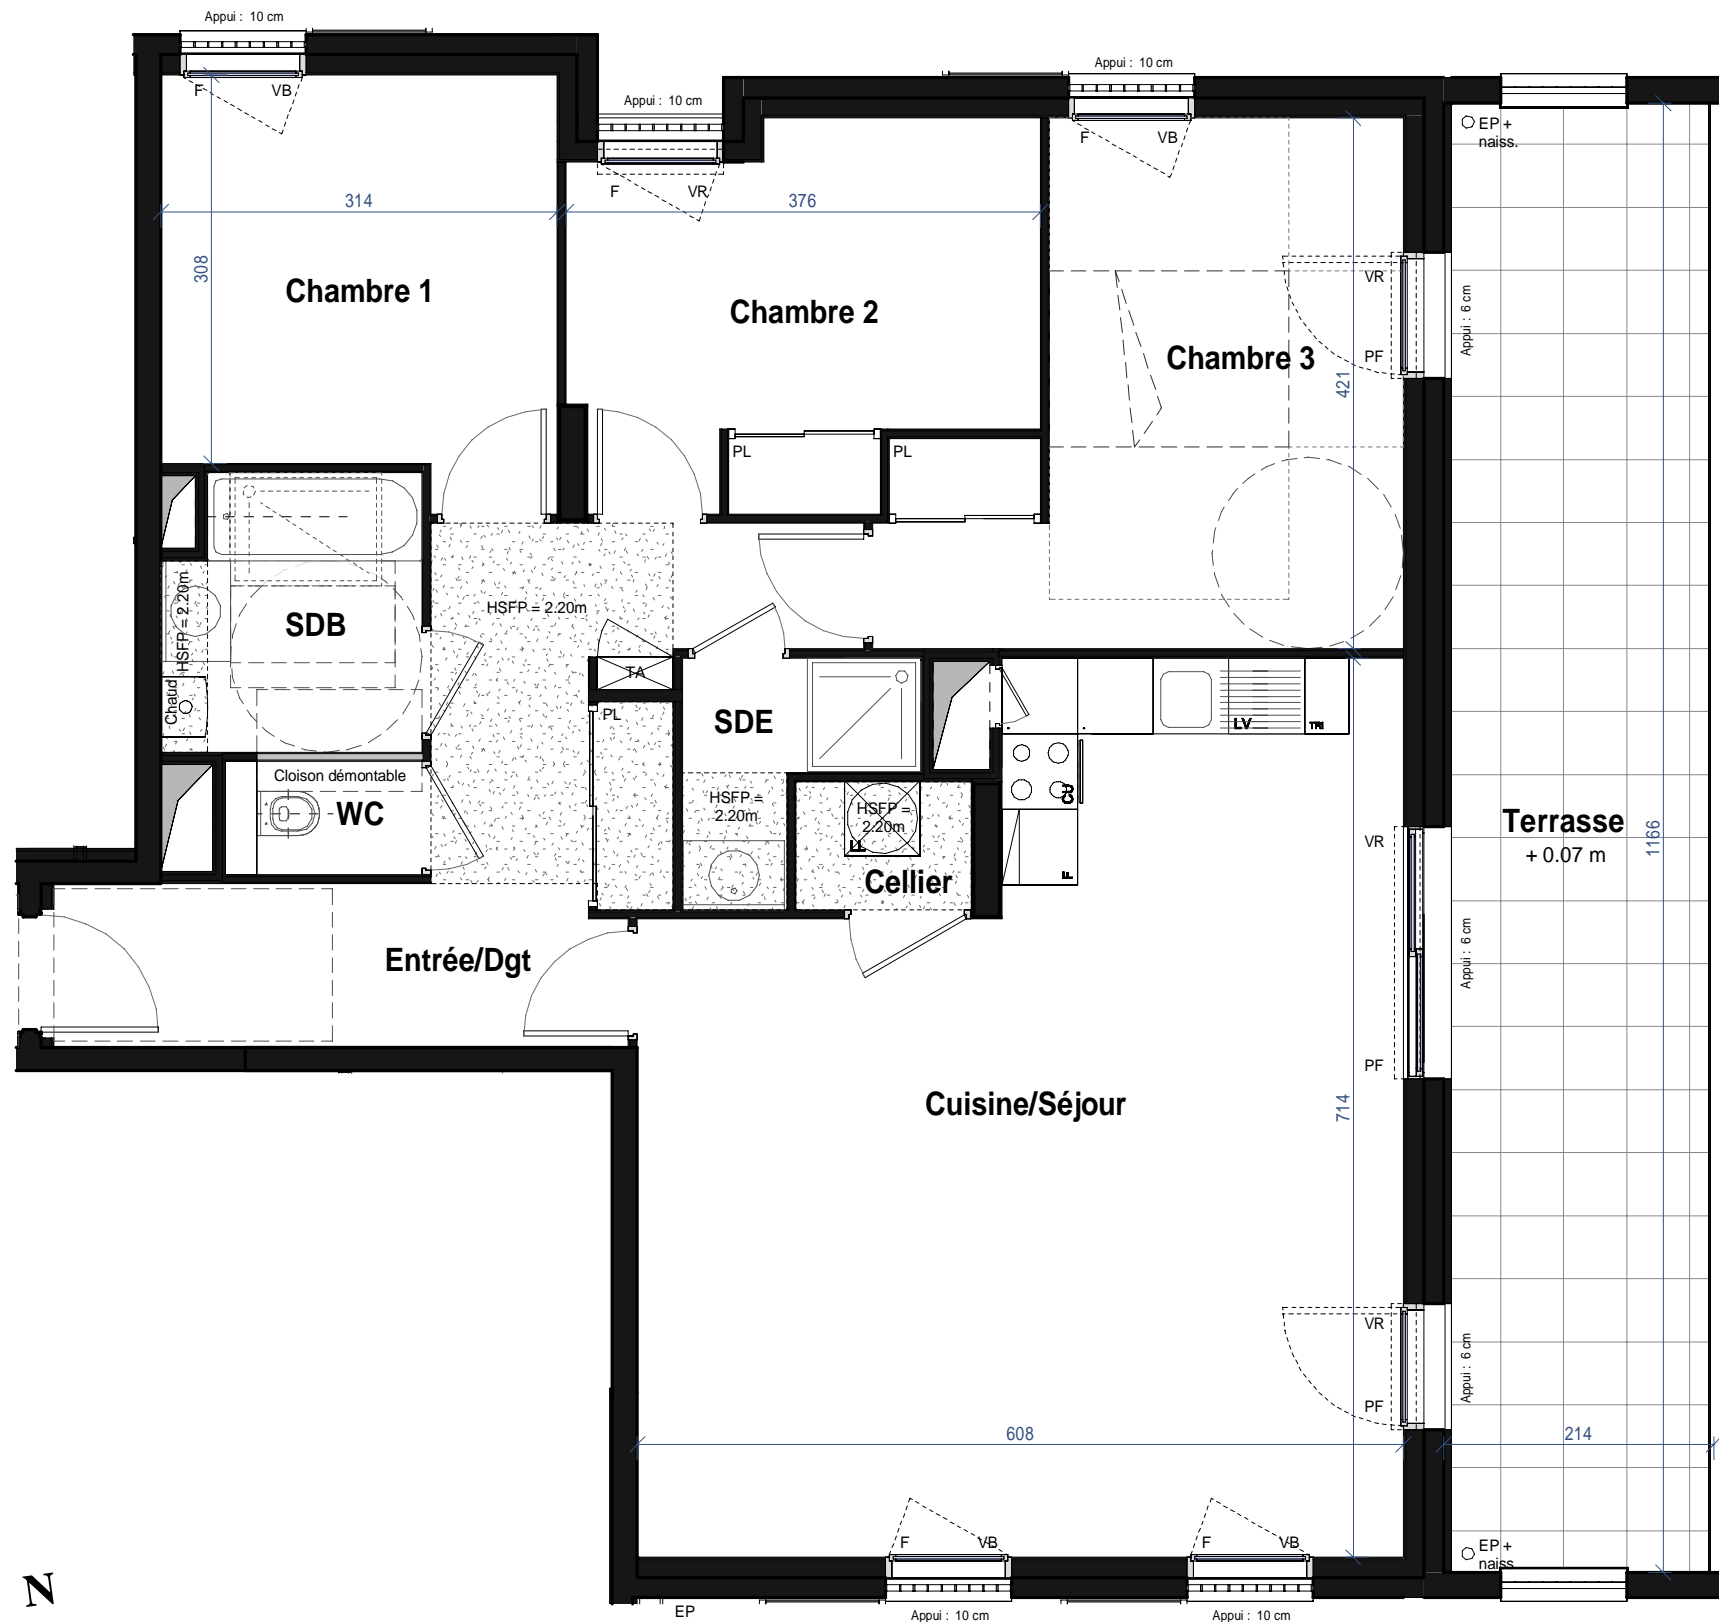 Appui : 10 cm
Appui : 10 cm
Appui : 10 cm
F
VB
F
VR
F
VB
EP +
naiss.
314
376
308
Chambre 1
Chambre 2
Chambre 3
421
VR
PF
Appui : 6 cm
PL
PL
HSFP = 2.20m
HSFP = 2.20m
SDB
TA
Chaud
PL
SDE
LV
TRI
Cloison démontable
WC
HSFP =
2.20m
HSFP =
2.20m
LL
CU
F
Cellier
VR
Terrasse
+ 0.07 m
1166
Entrée/Dgt
Appui : 6 cm
PF
Cuisine/Séjour
714
VR
PF
Appui : 6 cm
608
214
F
VB
F
VB
EP +
naiss
N
EP
Appui : 10 cm
Appui : 10 cm